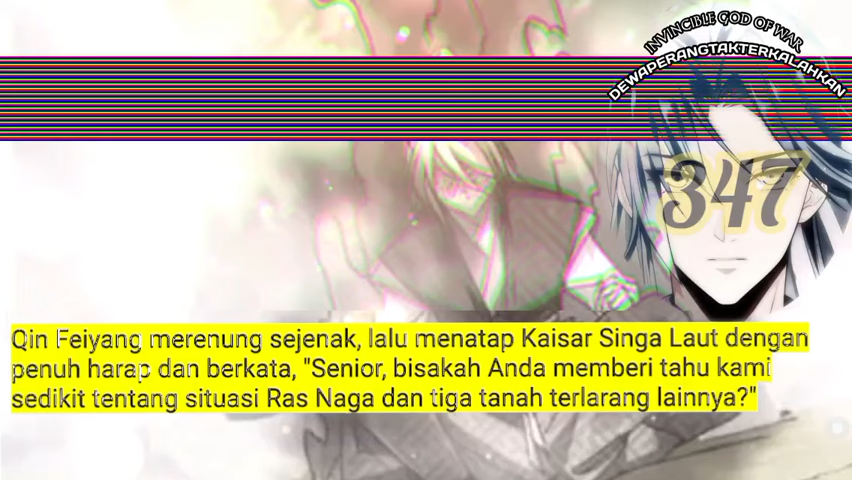 INVINCIBLE GOD OF WAR
DEWAPERANGTAKTERKALAHKAN
347
Qin Feiyang merenung sejenak, lalu menatap Kaisar Singa Laut dengan
penuh harap dan berkata, "Senior, bisakah Anda memberi tahu kami
sedikit tentang situasi Ras Naga dan tiga tanah terlarang lainnya?"